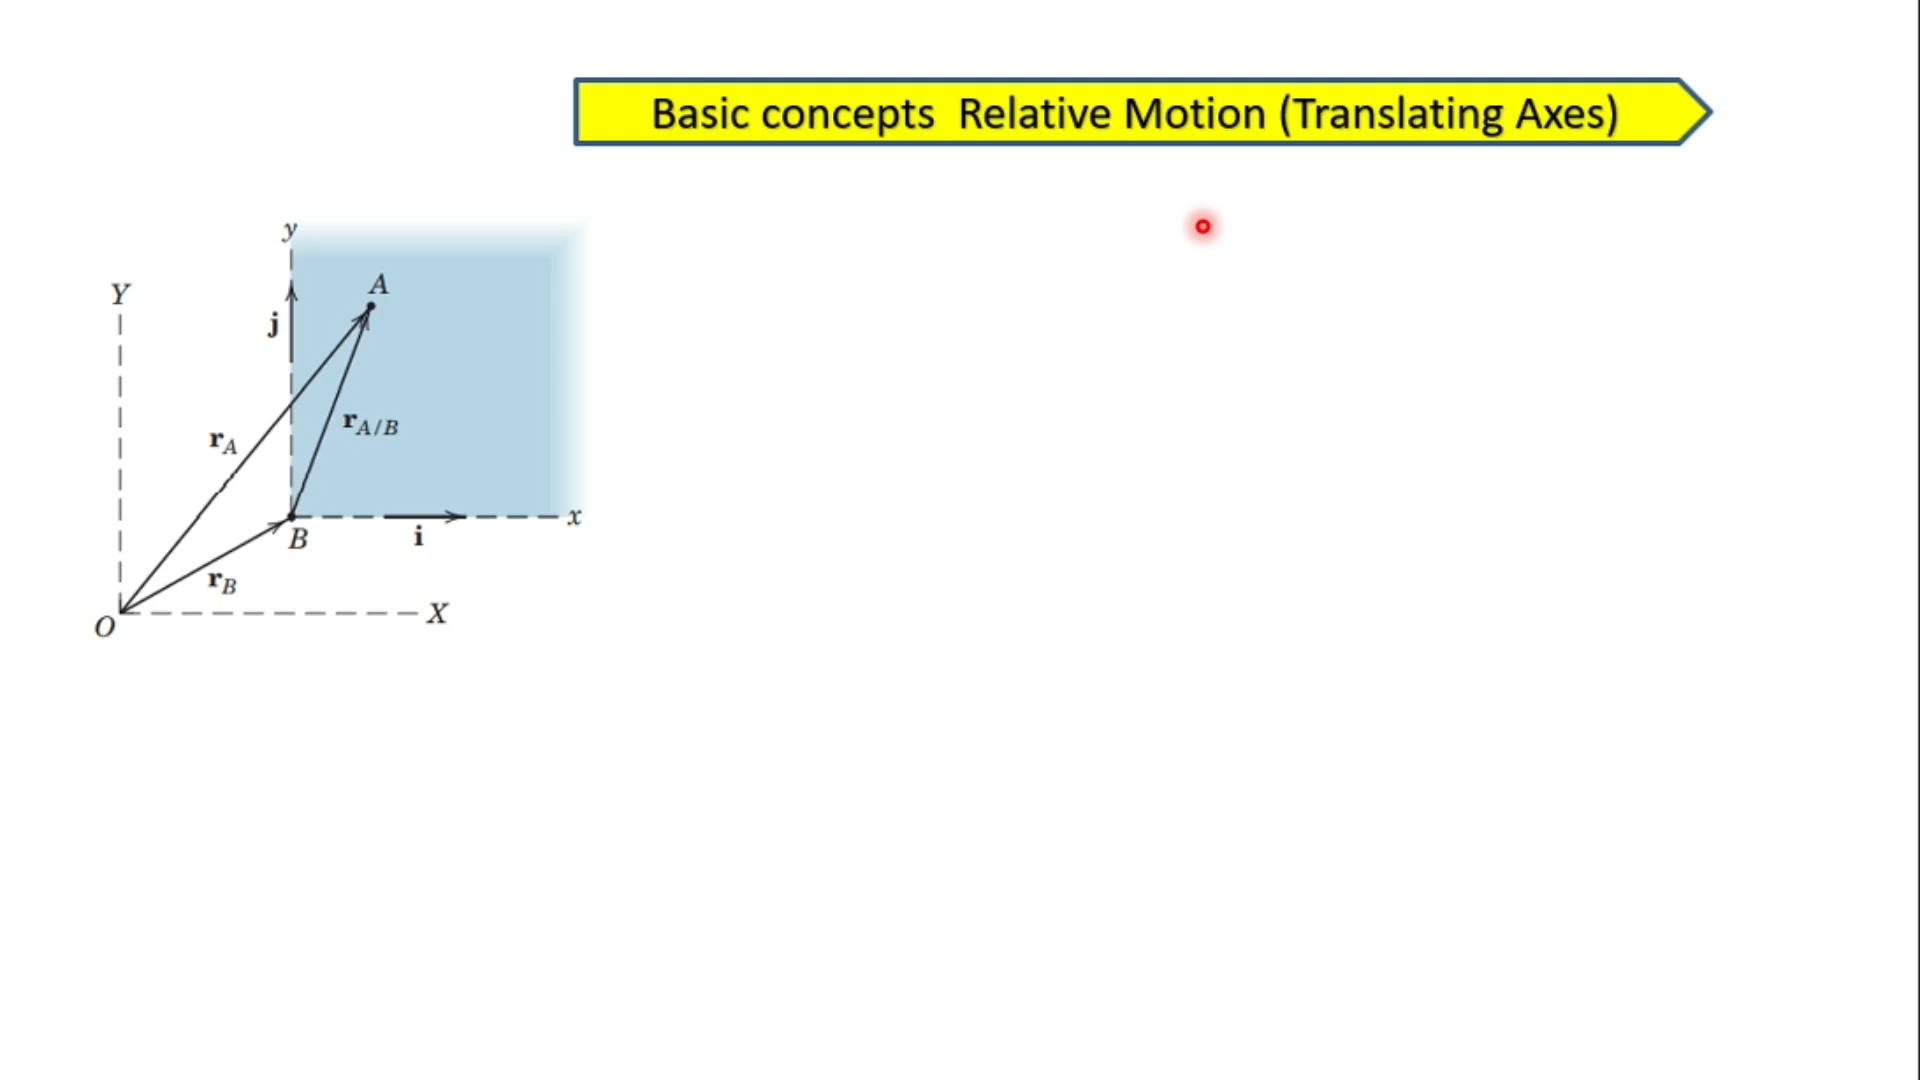 Basic concepts  Relative Motion (Translating Axes)
y
A
Y
j
r_A/B
r_A
x
B
i
r_B
X
O